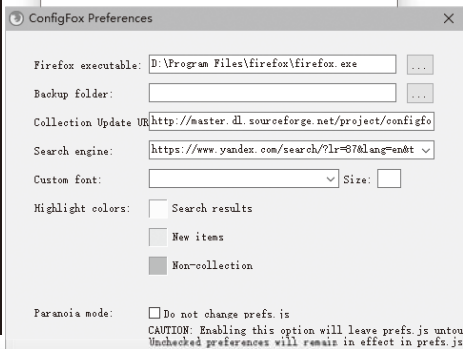 ConfigFox Preferences
Firefox executable: D:\Program Files\firefox\firefox.exe ...
Backup folder: ...
Collection Update UR http://master.dl.sourceforge.net/project/configfo
Search engine: https://www.yandex.com/search/?lr=87&lang=en&t
Custom font: Size:
Highlight colors: Search results
New items
Non-collection
Paranoia mode: Do not change prefs.js
CAUTION: Enabling this option will leave prefs.js untou
Unchecked preferences will remain in effect in prefs.js